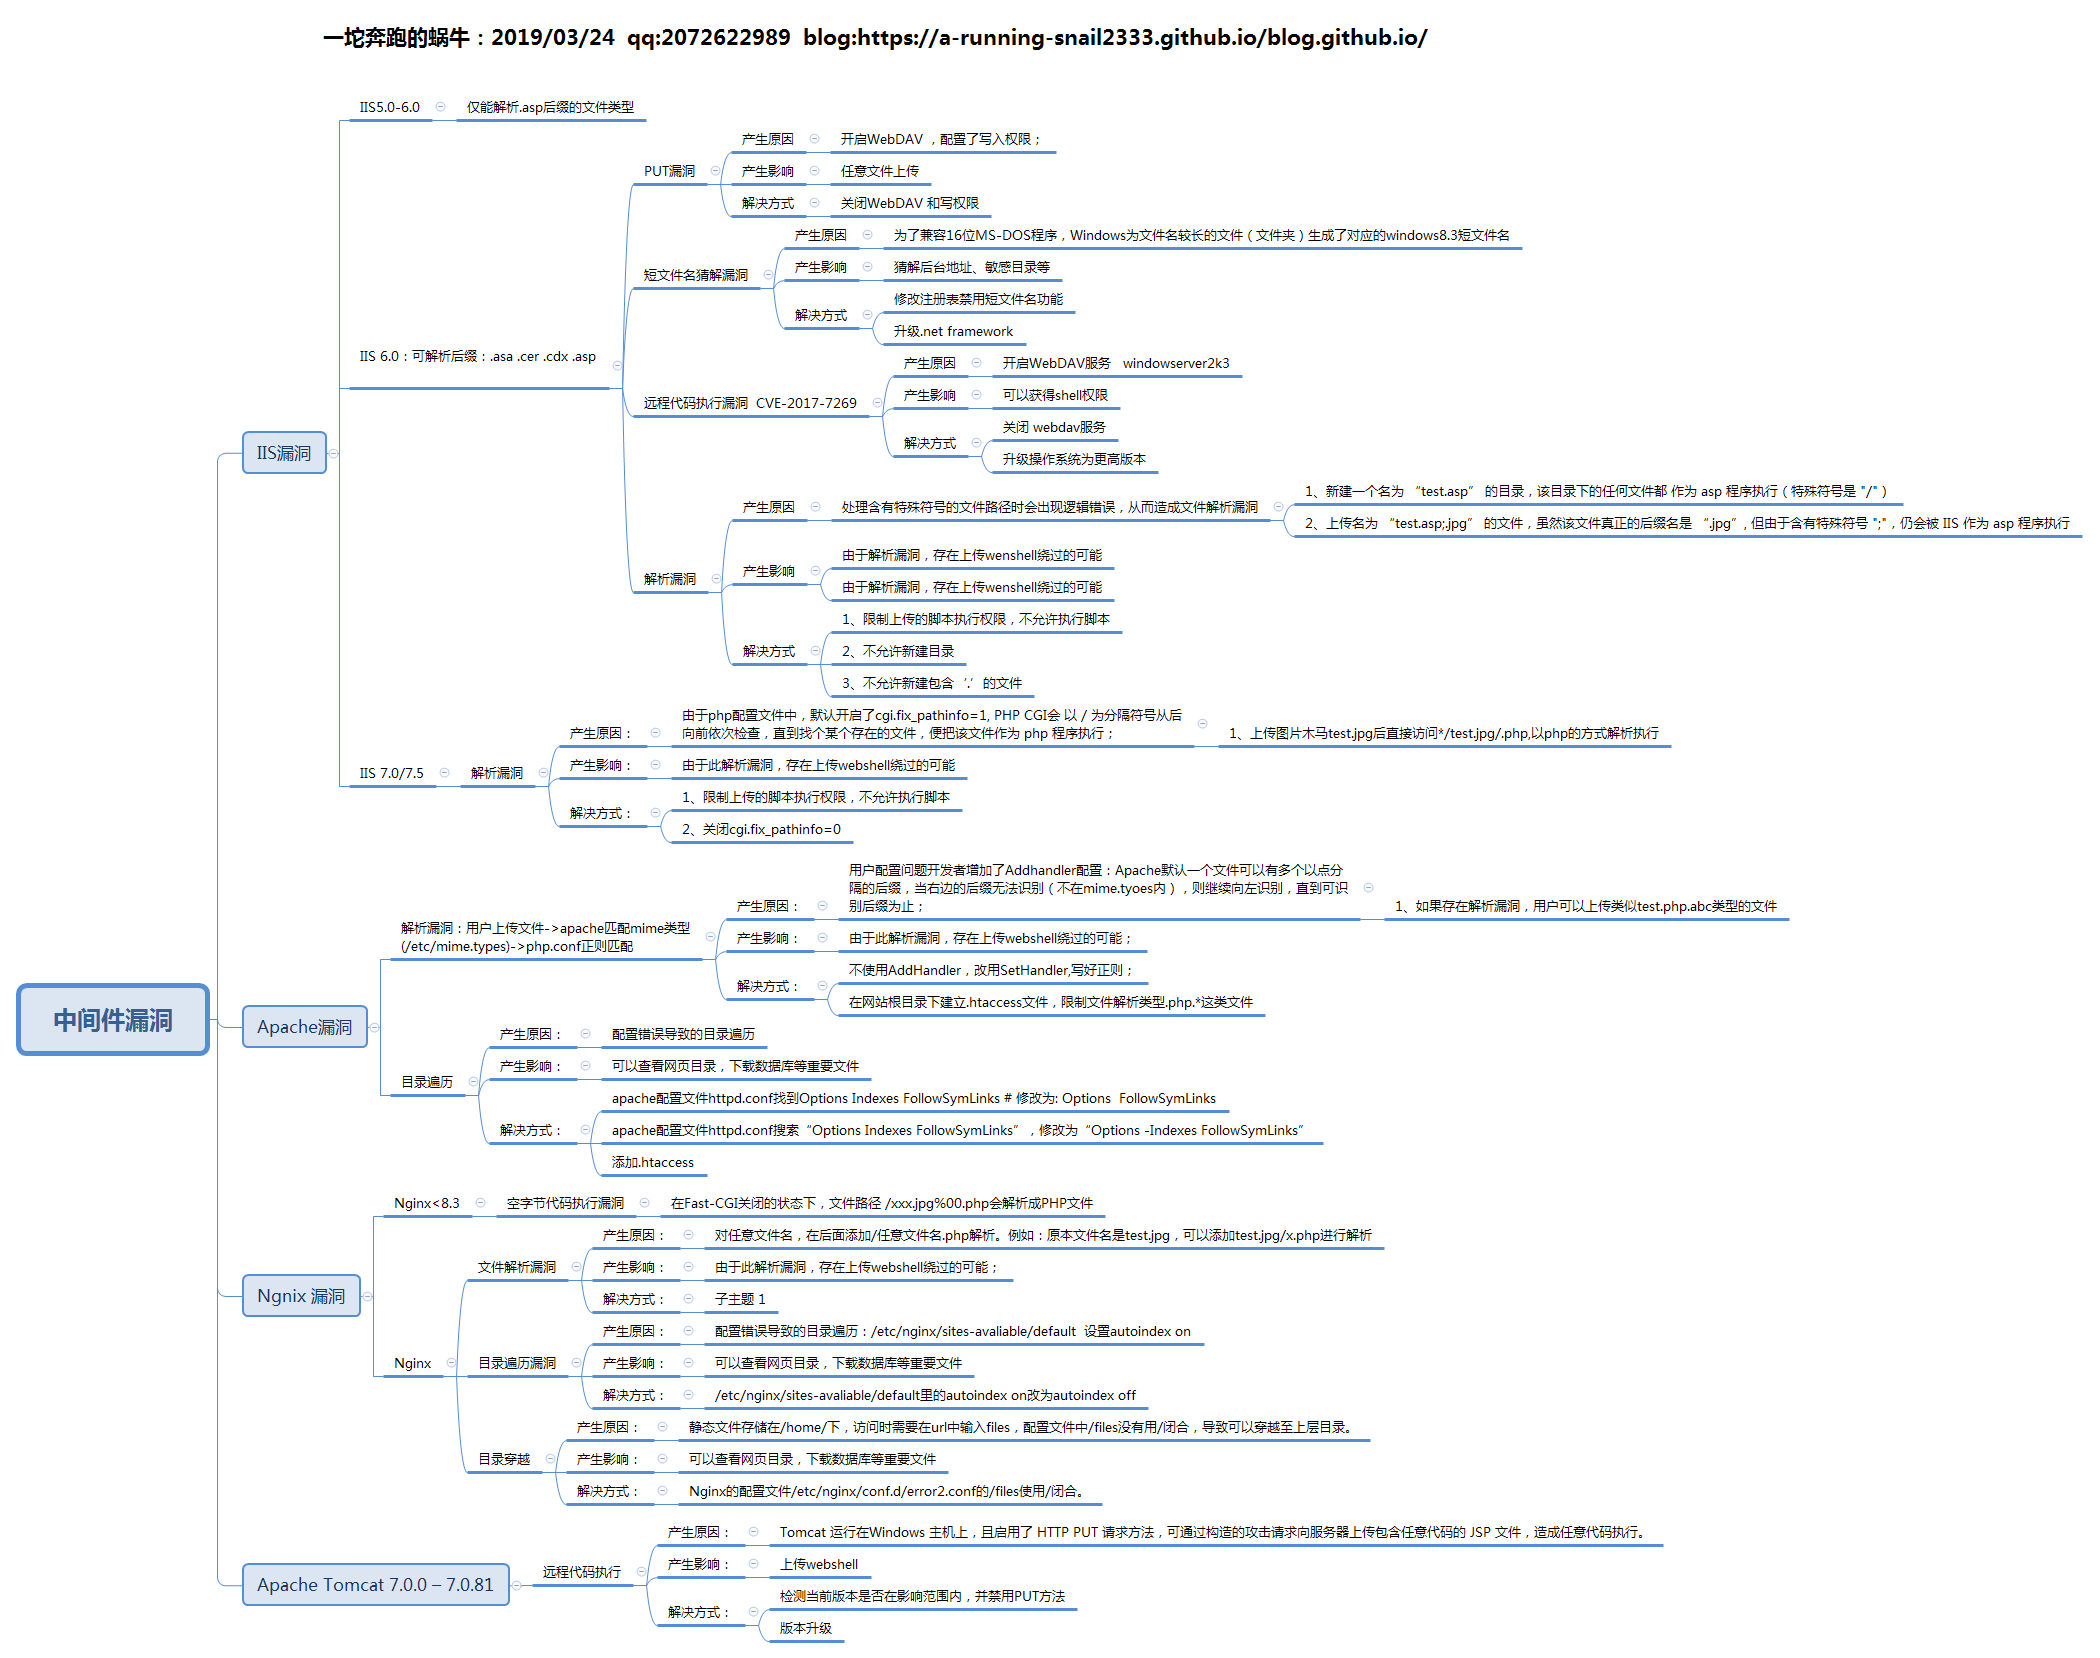 一坨奔跑的蜗牛：2019/03/24  qq:2072622989  blog:https://a-running-snail2333.github.io/blog.github.io/
中间件漏洞
IIS漏洞
IIS5.0-6.0
仅能解析.asp后缀的文件类型
IIS 6.0：可解析后缀：.asa .cer .cdx .asp
PUT漏洞
产生原因
开启WebDAV ，配置了写入权限；
产生影响
任意文件上传
解决方式
关闭WebDAV 和写权限
短文件名猜解漏洞
产生原因
为了兼容16位MS-DOS程序，Windows为文件名较长的文件（文件夹）生成了对应的windows8.3短文件名
产生影响
猜解后台地址、敏感目录等
解决方式
修改注册表禁用短文件名功能
升级.net framework
远程代码执行漏洞  CVE-2017-7269
产生原因
开启WebDAV服务   windowserver2k3
产生影响
可以获得shell权限
解决方式
关闭 webdav服务
升级操作系统为更高版本
解析漏洞
产生原因
处理含有特殊符号的文件路径时会出现逻辑错误，从而造成文件解析漏洞
1、新建一个名为 “test.asp” 的目录，该目录下的任何文件都 作为 asp 程序执行（特殊符号是 "/" ）
2、上传名为 “test.asp;.jpg” 的文件，虽然该文件真正的后缀名是 “.jpg”, 但由于含有特殊符号 ";"，仍会被 IIS 作为 asp 程序执行
产生影响
由于解析漏洞，存在上传wenshell绕过的可能
由于解析漏洞，存在上传wenshell绕过的可能
解决方式
1、限制上传的脚本执行权限，不允许执行脚本
2、不允许新建目录
3、不允许新建包含‘.’的文件
IIS 7.0/7.5
解析漏洞
产生原因：
由于php配置文件中，默认开启了cgi.fix_pathinfo=1, PHP CGI会 以 / 为分隔符号从后
向前依次检查，直到找个某个存在的文件，便把该文件作为 php 程序执行；
1、上传图片木马test.jpg后直接访问*/test.jpg/.php,以php的方式解析执行
产生影响：
由于此解析漏洞，存在上传webshell绕过的可能
解决方式：
1、限制上传的脚本执行权限，不允许执行脚本
2、关闭cgi.fix_pathinfo=0
Apache漏洞
解析漏洞：用户上传文件->apache匹配mime类型
(/etc/mime.types)->php.conf正则匹配
产生原因：
用户配置问题开发者增加了Addhandler配置：Apache默认一个文件可以有多个以点分
隔的后缀，当右边的后缀无法识别（不在mime.tyoes内），则继续向左识别，直到可识
别后缀为止；
1、如果存在解析漏洞，用户可以上传类似test.php.abc类型的文件
产生影响：
由于此解析漏洞，存在上传webshell绕过的可能；
解决方式：
不使用AddHandler，改用SetHandler,写好正则；
在网站根目录下建立.htaccess文件，限制文件解析类型.php.*这类文件
目录遍历
产生原因：
配置错误导致的目录遍历
产生影响：
可以查看网页目录，下载数据库等重要文件
解决方式：
apache配置文件httpd.conf找到Options Indexes FollowSymLinks # 修改为: Options  FollowSymLinks
apache配置文件httpd.conf搜索“Options Indexes FollowSymLinks”，修改为“Options -Indexes FollowSymLinks”
添加.htaccess
Ngnix 漏洞
Nginx<8.3
空字节代码执行漏洞
在Fast-CGI关闭的状态下，文件路径 /xxx.jpg%00.php会解析成PHP文件
Nginx
文件解析漏洞
产生原因：
对任意文件名，在后面添加/任意文件名.php解析。例如：原本文件名是test.jpg，可以添加test.jpg/x.php进行解析
产生影响：
由于此解析漏洞，存在上传webshell绕过的可能；
解决方式：
子主题 1
目录遍历漏洞
产生原因：
配置错误导致的目录遍历：/etc/nginx/sites-avaliable/default  设置autoindex on
产生影响：
可以查看网页目录，下载数据库等重要文件
解决方式：
/etc/nginx/sites-avaliable/default里的autoindex on改为autoindex off
目录穿越
产生原因：
静态文件存储在/home/下，访问时需要在url中输入files，配置文件中/files没有用/闭合，导致可以穿越至上层目录。
产生影响：
可以查看网页目录，下载数据库等重要文件
解决方式：
Nginx的配置文件/etc/nginx/conf.d/error2.conf的/files使用/闭合。
Apache Tomcat 7.0.0 – 7.0.81
远程代码执行
产生原因：
Tomcat 运行在Windows 主机上，且启用了 HTTP PUT 请求方法，可通过构造的攻击请求向服务器上传包含任意代码的 JSP 文件，造成任意代码执行。
产生影响：
上传webshell
解决方式：
检测当前版本是否在影响范围内，并禁用PUT方法
版本升级